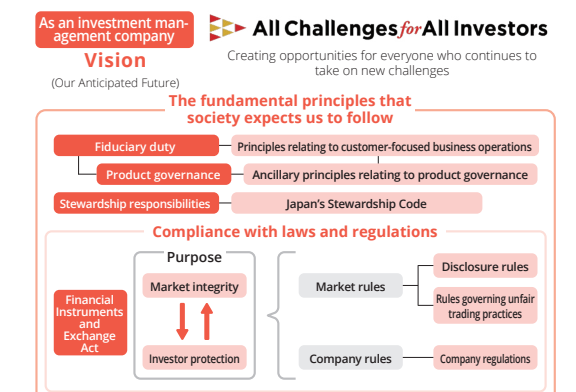 As an investment man-
agement company
Vision
(Our Anticipated Future)
All Challenges for All Investors
Creating opportunities for everyone who continues to
take on new challenges
The fundamental principles that
society expects us to follow
Fiduciary duty
Principles relating to customer-focused business operations
Product governance
Ancillary principles relating to product governance
Stewardship responsibilities
Japan's Stewardship Code
Compliance with laws and regulations
Financial
Instruments
and
Exchange
Act
Purpose
Market integrity
Investor protection
Market rules
Disclosure rules
Rules governing unfair
trading practices
Company rules
Company regulations